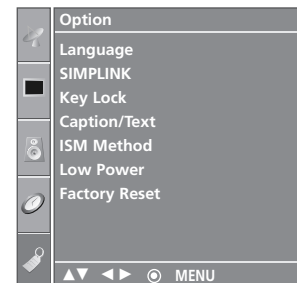 Option
Language
SIMPLINK
Key Lock
Caption/Text
ISM Method
Low Power
Factory Reset
▲▼ ◄► ◉ MENU